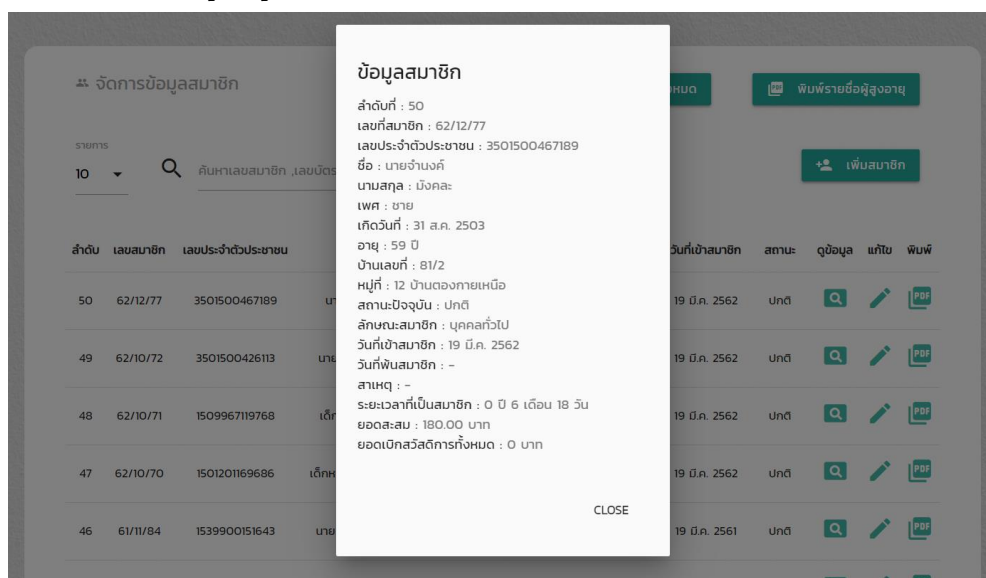 จัดการข้อมูลสมาชิก
พิมพ์รายชื่อผู้สูงอายุ
รายการ
10
ค้นหาเลขสมาชิก ,เลขบัตร
เพิ่มสมาชิก
ลำดับ เลขสมาชิก เลขประจำตัวประชาชน วันที่เข้าสมาชิก สถานะ ดูข้อมูล แก้ไข พิมพ์
50 62/12/77 3501500467189 19 มี.ค. 2562 ปกติ PDF
49 62/10/72 3501500426113 นาย 19 มี.ค. 2562 ปกติ PDF
48 62/10/71 1509967119768 19 มี.ค. 2562 ปกติ PDF
47 62/10/70 1501201169686 19 มี.ค. 2562 ปกติ PDF
46 61/11/84 1539900151643 นาย 19 มี.ค. 2561 ปกติ PDF
ข้อมูลสมาชิก
ลำดับที่ : 50
เลขที่สมาชิก : 62/12/77
เลขประจำตัวประชาชน : 3501500467189
ชื่อ : นายจำนงค์
นามสกุล : มังคละ
เพศ : ชาย
เกิดวันที่ : 31 ส.ค. 2503
อายุ : 59 ปี
บ้านเลขที่ : 81/2
หมู่ที่ : 12 บ้านตองกายเหนือ
สถานะปัจจุบัน : ปกติ
ลักษณะสมาชิก : บุคคลทั่วไป
วันที่เข้าสมาชิก : 19 มี.ค. 2562
วันที่พ้นสมาชิก : -
สาเหตุ : -
ระยะเวลาที่เป็นสมาชิก : 0 ปี 6 เดือน 18 วัน
ยอดสะสม : 180.00 บาท
ยอดเบิกสวัสดิการทั้งหมด : 0 บาท
CLOSE